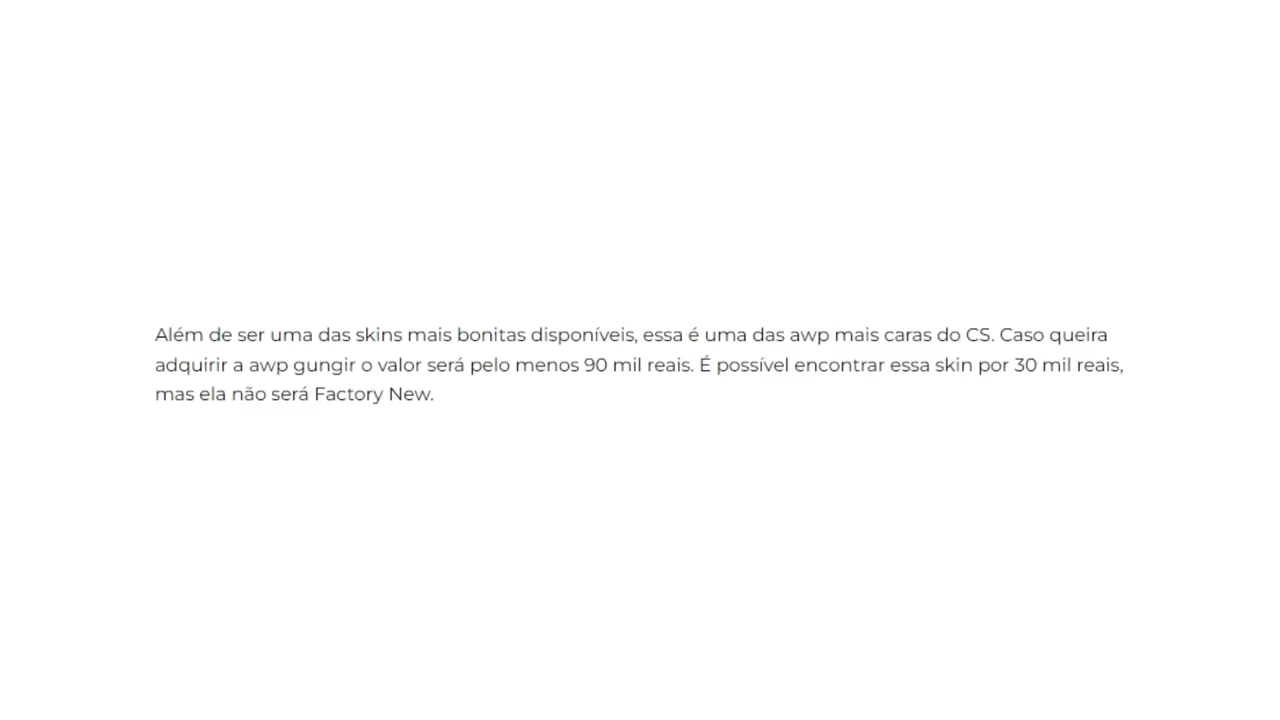 Além de ser uma das skins mais bonitas disponíveis, essa é uma das awp mais caras do CS. Caso queira
adquirir a awp gungir o valor será pelo menos 90 mil reais. É possível encontrar essa skin por 30 mil reais,
mas ela não será Factory New.